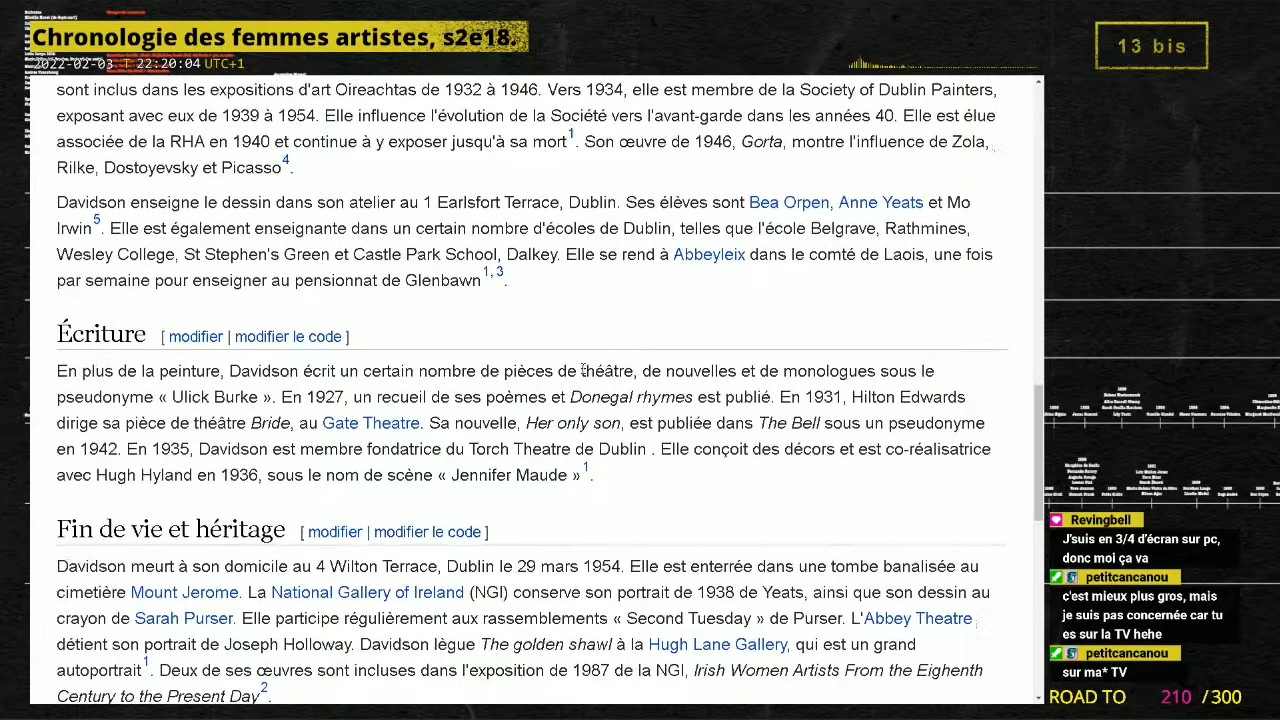 Chronologie des femmes artistes, s2e18.
2022-02-03 T 22:20:04 UTC+1
13 bis
sont inclus dans les expositions d'art Oireachtas de 1932 à 1946. Vers 1934, elle est membre de la Society of Dublin Painters,
exposant avec eux de 1939 à 1954. Elle influence l'évolution de la Société vers l'avant-garde dans les années 40. Elle est élue
associée de la RHA en 1940 et continue à y exposer jusqu'à sa mort1. Son œuvre de 1946, Gorta, montre l'influence de Zola,
Rilke, Dostoyevsky et Picasso4.
Davidson enseigne le dessin dans son atelier au 1 Earlsfort Terrace, Dublin. Ses élèves sont Bea Orpen, Anne Yeats et Mo
Irwin5. Elle est également enseignante dans un certain nombre d'écoles de Dublin, telles que l'école Belgrave, Rathmines,
Wesley College, St Stephen's Green et Castle Park School, Dalkey. Elle se rend à Abbeyleix dans le comté de Laois, une fois
par semaine pour enseigner au pensionnat de Glenbawn1, 3.
Écriture [ modifier | modifier le code ]
En plus de la peinture, Davidson écrit un certain nombre de pièces de théâtre, de nouvelles et de monologues sous le
pseudonyme « Ulick Burke ». En 1927, un recueil de ses poèmes et Donegal rhymes est publié. En 1931, Hilton Edwards
dirige sa pièce de théâtre Bride, au Gate Theatre. Sa nouvelle, Her only son, est publiée dans The Bell sous un pseudonyme
en 1942. En 1935, Davidson est membre fondatrice du Torch Theatre de Dublin . Elle conçoit des décors et est co-réalisatrice
avec Hugh Hyland en 1936, sous le nom de scène « Jennifer Maude »1.
Fin de vie et héritage [ modifier | modifier le code ]
Davidson meurt à son domicile au 4 Wilton Terrace, Dublin le 29 mars 1954. Elle est enterrée dans une tombe banalisée au
cimetière Mount Jerome. La National Gallery of Ireland (NGI) conserve son portrait de 1938 de Yeats, ainsi que son dessin au
crayon de Sarah Purser. Elle participe régulièrement aux rassemblements « Second Tuesday » de Purser. L'Abbey Theatre
détient son portrait de Joseph Holloway. Davidson lègue The golden shawl à la Hugh Lane Gallery, qui est un grand
autoportrait1. Deux de ses œuvres sont incluses dans l'exposition de 1987 de la NGI, Irish Women Artists From the Eighenth
Century to the Present Day2.
Revingbell
J'suis en 3/4 d'écran sur pc,
donc moi ça va
petitcancanou
c'est mieux plus gros, mais
je suis pas concernée car tu
es sur la TV hehe
petitcancanou
sur ma* TV
ROAD TO 210 / 300